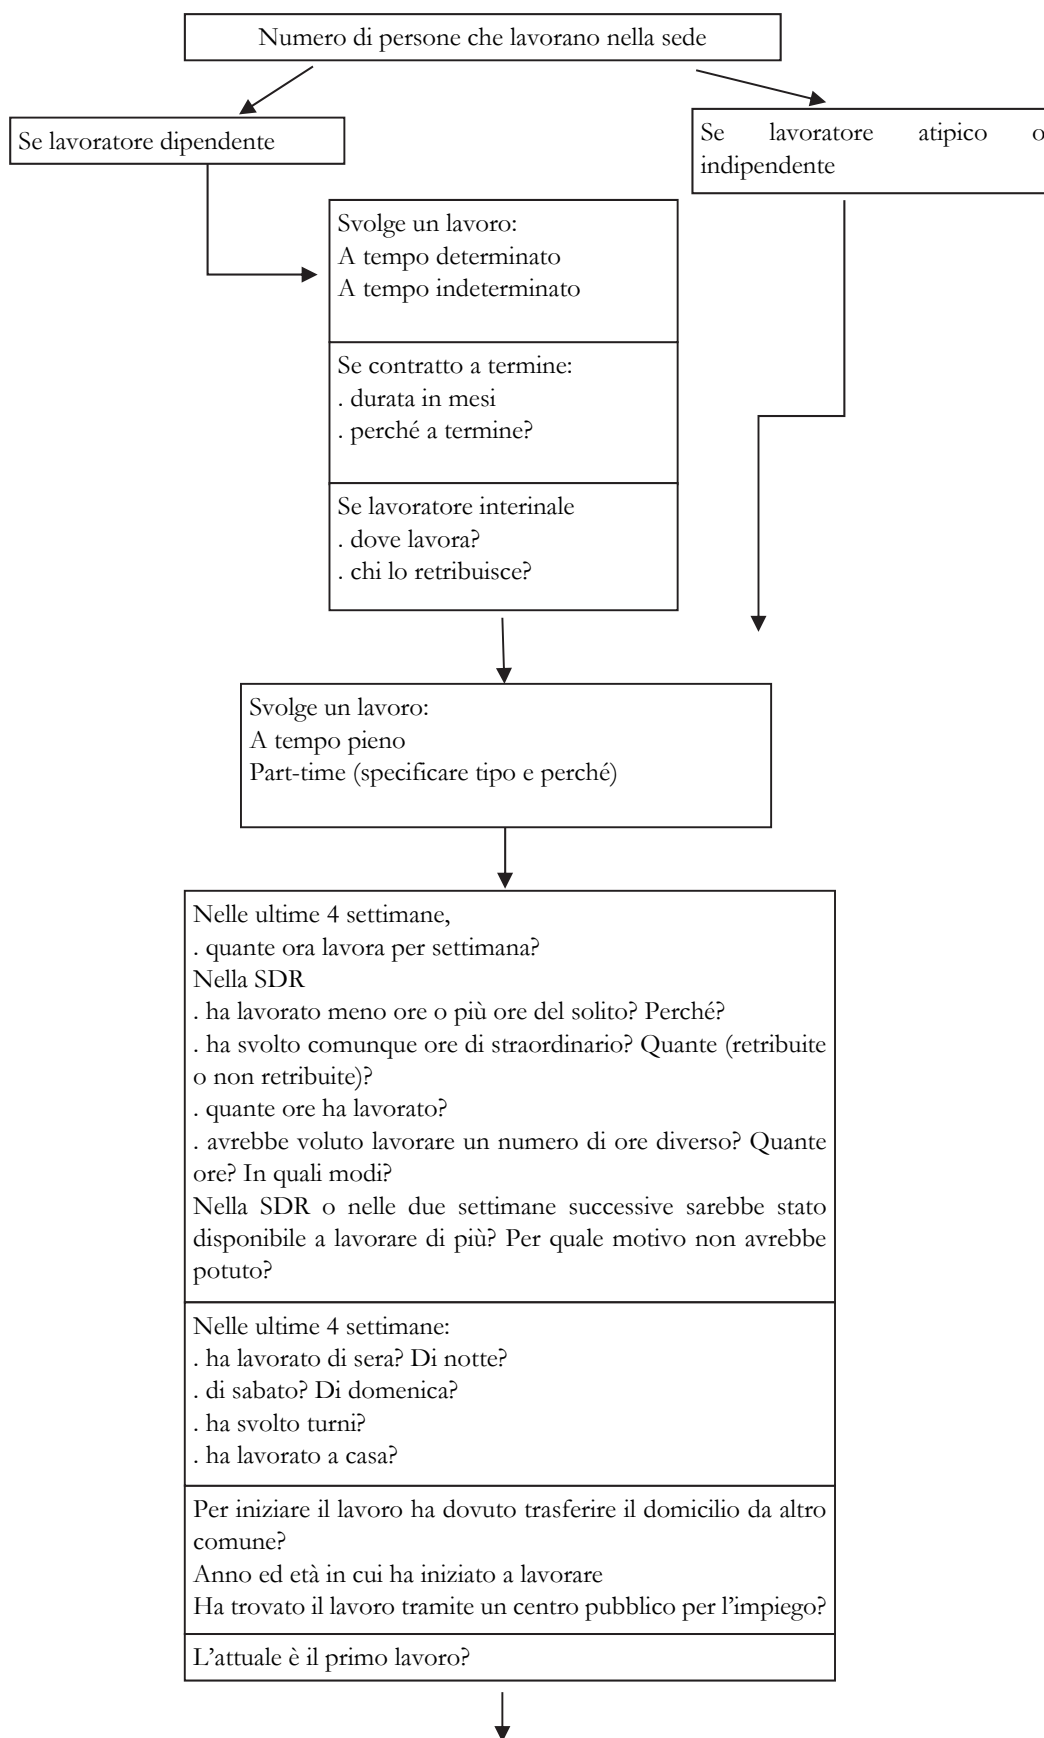 Numero di persone che lavorano nella sede
Se lavoratore dipendente
Se lavoratore atipico o
indipendente
Svolge un lavoro:
A tempo determinato
A tempo indeterminato
Se contratto a termine:
. durata in mesi
. perché a termine?
Se lavoratore interinale
. dove lavora?
. chi lo retribuisce?
Svolge un lavoro:
A tempo pieno
Part-time (specificare tipo e perché)
Nelle ultime 4 settimane,
. quante ora lavora per settimana?
Nella SDR
. ha lavorato meno ore o più ore del solito? Perché?
. ha svolto comunque ore di straordinario? Quante (retribuite
o non retribuite)?
. quante ore ha lavorato?
. avrebbe voluto lavorare un numero di ore diverso? Quante
ore? In quali modi?
Nella SDR o nelle due settimane successive sarebbe stato
disponibile a lavorare di più? Per quale motivo non avrebbe
potuto?
Nelle ultime 4 settimane:
. ha lavorato di sera? Di notte?
. di sabato? Di domenica?
. ha svolto turni?
. ha lavorato a casa?
Per iniziare il lavoro ha dovuto trasferire il domicilio da altro
comune?
Anno ed età in cui ha iniziato a lavorare
Ha trovato il lavoro tramite un centro pubblico per l’impiego?
L’attuale è il primo lavoro?